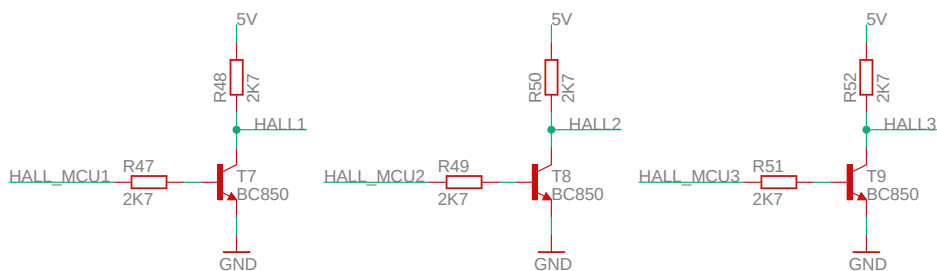 5V
R48
2K7
HALL1
HALL_MCU1
R47
2K7
T7
BC850
GND
5V
R50
2K7
HALL2
HALL_MCU2
R49
2K7
T8
BC850
GND
5V
R52
2K7
HALL3
HALL_MCU3
R51
2K7
T9
BC850
GND